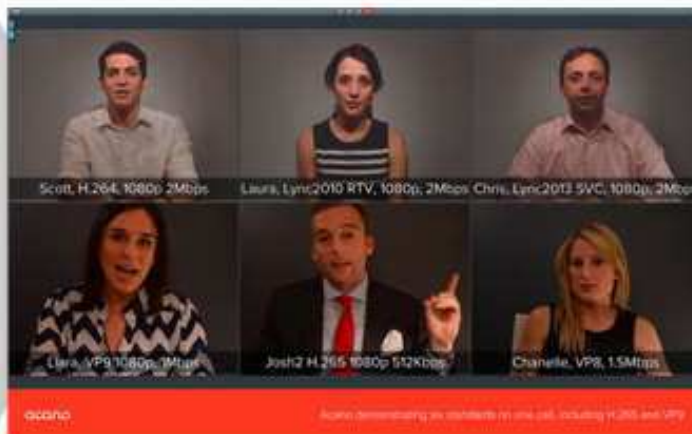 Scott, H.264, 1080p 2Mbps
Laura, Lync2010 RTV, 1080p, 2Mbps
Chris, Lync2013 SVC, 1080p, 2Mbp
Liara, VP9 1080p, 1Mbps
Josh2 H.265 1080p 512Kbps
Chanelle, VP8, 1.5Mbps
acano
Acano demonstrating six standards on one call, including H.265 and VP9